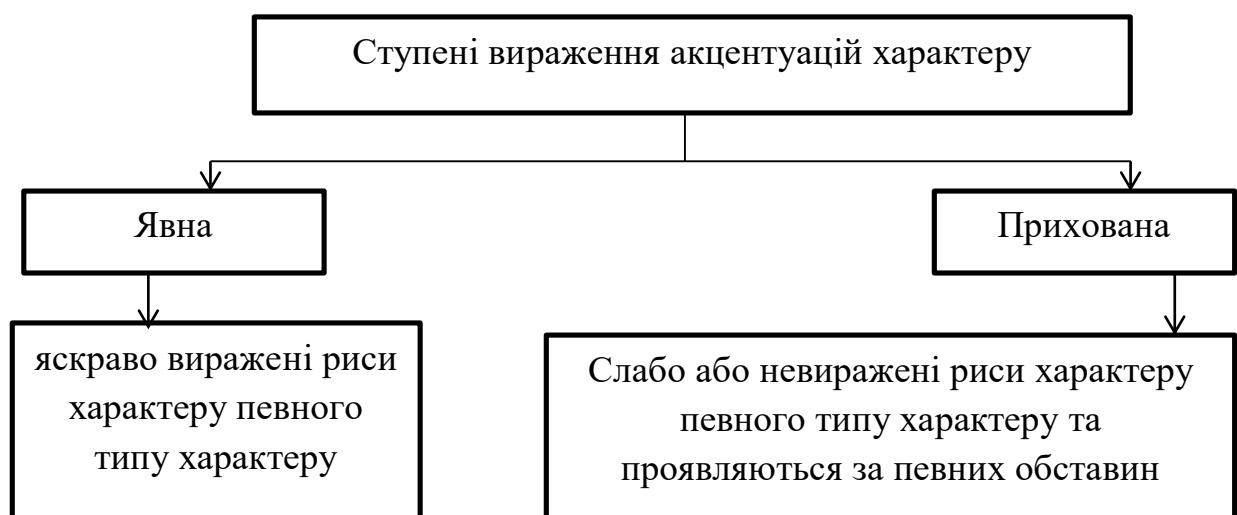 Ступені вираження акцентуацій характеру
Явна
Прихована
яскраво виражені риси
характеру певного
типу характеру
Слабо або невиражені риси характеру
певного типу характеру та
проявляються за певних обставин